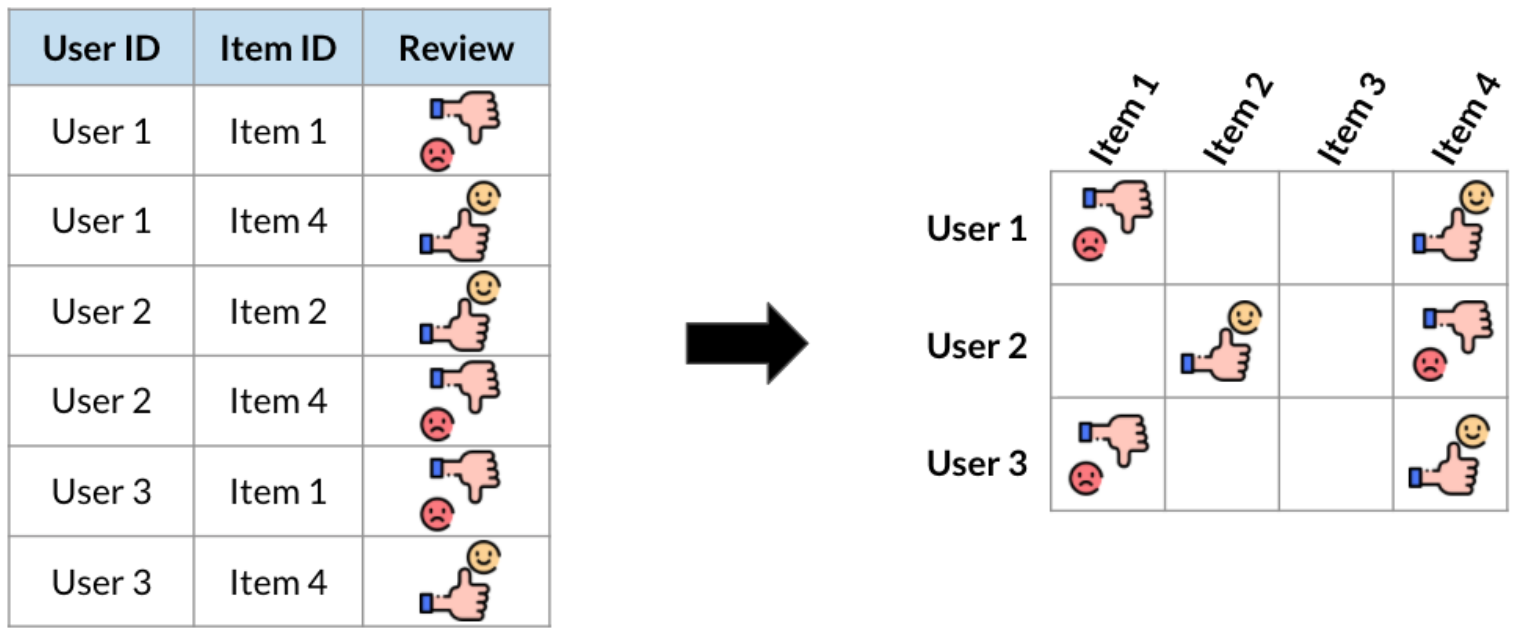 User ID Item ID Review
User 1 Item 1
User 1 Item 4
User 2 Item 2
User 2 Item 4
User 3 Item 1
User 3 Item 4
Item 1 Item 2 Item 3 Item 4
User 1
User 2
User 3